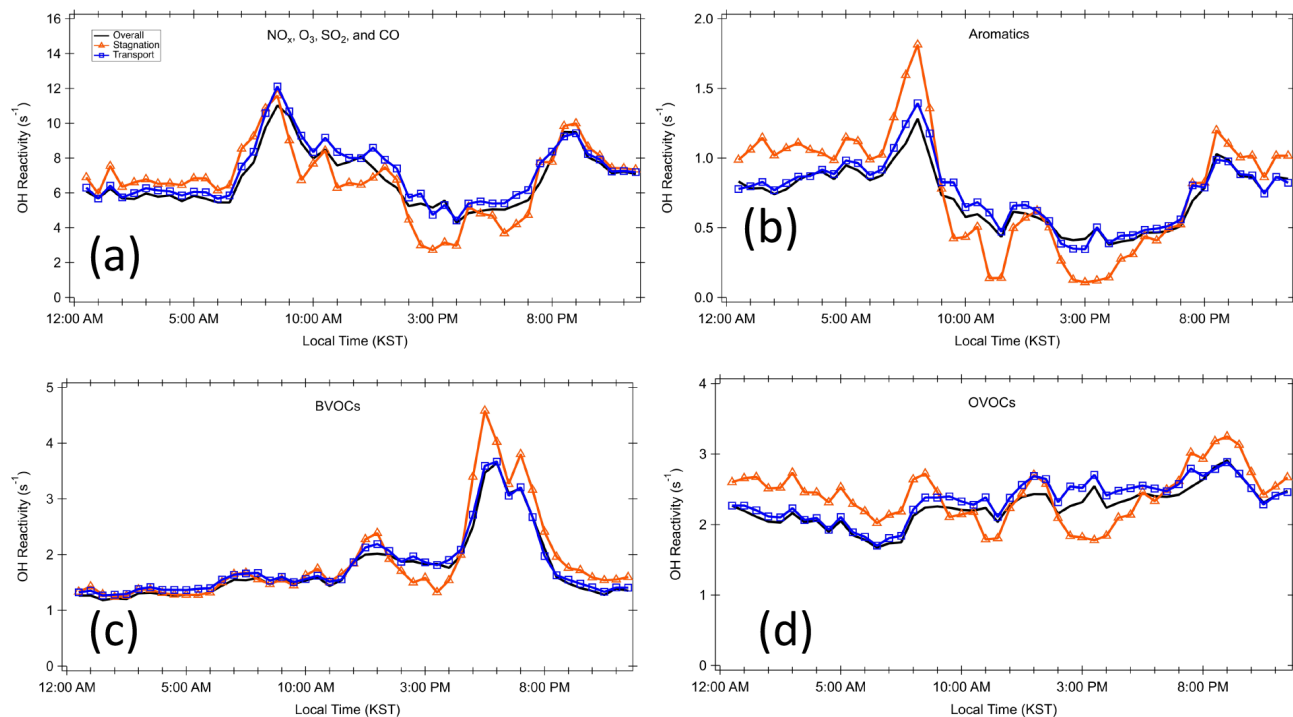 16
14
12
10
8
6
4
2
0
OH Reactivity (s-1)
Overall
Stagnation
Transport
NOx, O3, SO2, and CO
(a)
12:00 AM 5:00 AM 10:00 AM 3:00 PM 8:00 PM
Local Time (KST)
2.0
1.5
1.0
0.5
0.0
OH Reactivity (s-1)
Aromatics
(b)
12:00 AM 5:00 AM 10:00 AM 3:00 PM 8:00 PM
Local Time (KST)
5
4
3
2
1
0
OH Reactivity (s-1)
BVOCs
(c)
12:00 AM 5:00 AM 10:00 AM 3:00 PM 8:00 PM
Local Time (KST)
4
3
2
1
0
OH Reactivity (s-1)
OVOCs
(d)
12:00 AM 5:00 AM 10:00 AM 3:00 PM 8:00 PM
Local Time (KST)